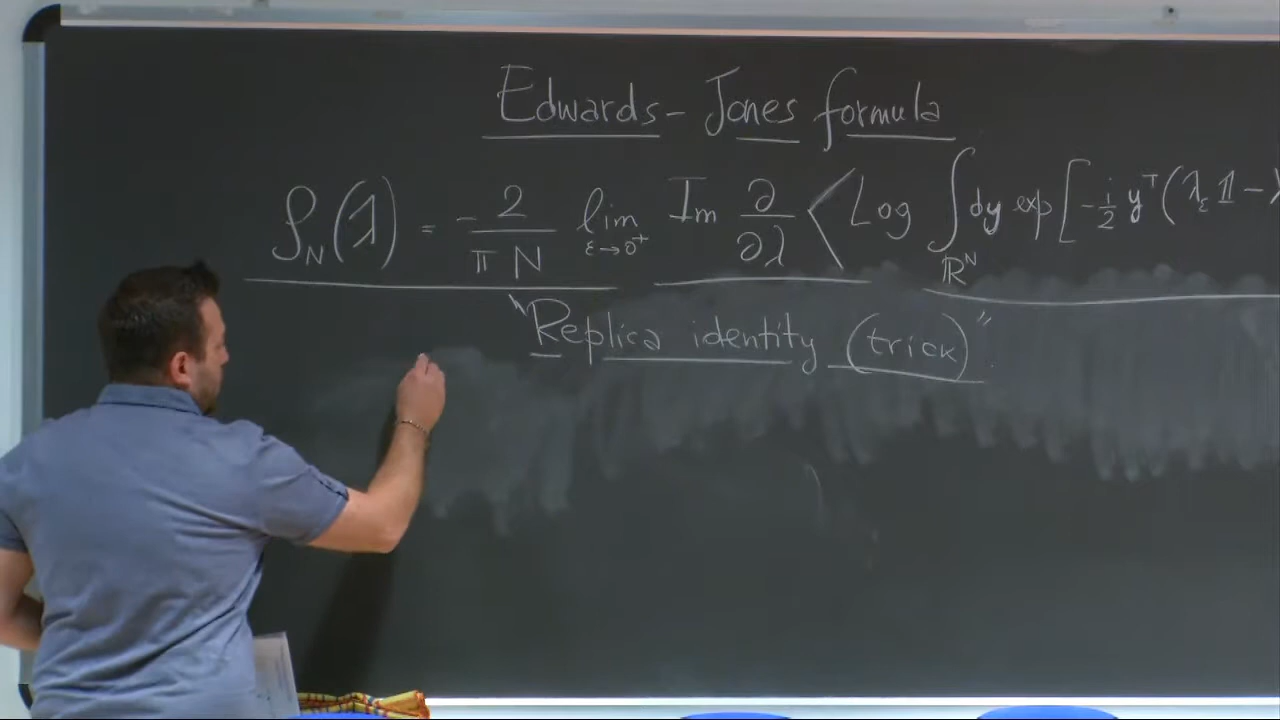 Edwards-Jones formula
ρ_N(λ) = -2/(πN) lim_{ε→0⁺} Im ∂/∂λ ⟨ Log ∫_{ℝ^N} dy exp[-i/2 y^T(λ_ε 𝟙 -
"Replica identity (trick)"